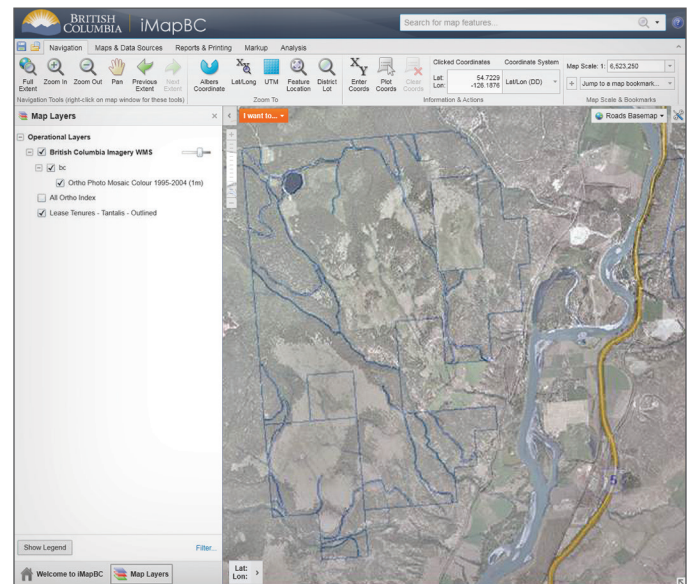 BRITISH
COLUMBIA
iMapBC
Search for map features...
Navigation Maps & Data Sources Reports & Printing Markup Analysis
Full Extent
Zoom In
Zoom Out
Pan
Previous Extent
Next Extent
Albers Coordinate
Lat/Long
UTM
Feature Location
District Lot
XY
Enter Coords
Plot Coords
Clear Coords
Clicked Coordinates
Lat: 54.7229
Lon: -126.1876
Coordinate System
Lat/Lon (DD)
Map Scale: 1: 6,523,250
Jump to a map bookmark...
Navigation Tools (right-click on map window for these tools)
Zoom To
Information & Actions
Map Scale & Bookmarks
Map Layers
Operational Layers
British Columbia Imagery WMS
bc
Ortho Photo Mosaic Colour 1995-2004 (1m)
All Ortho Index
Lease Tenures - Tantalis - Outlined
I want to...
Roads Basemap
5
Show Legend
Filter...
Welcome to iMapBC
Map Layers
Lat:
Lon: